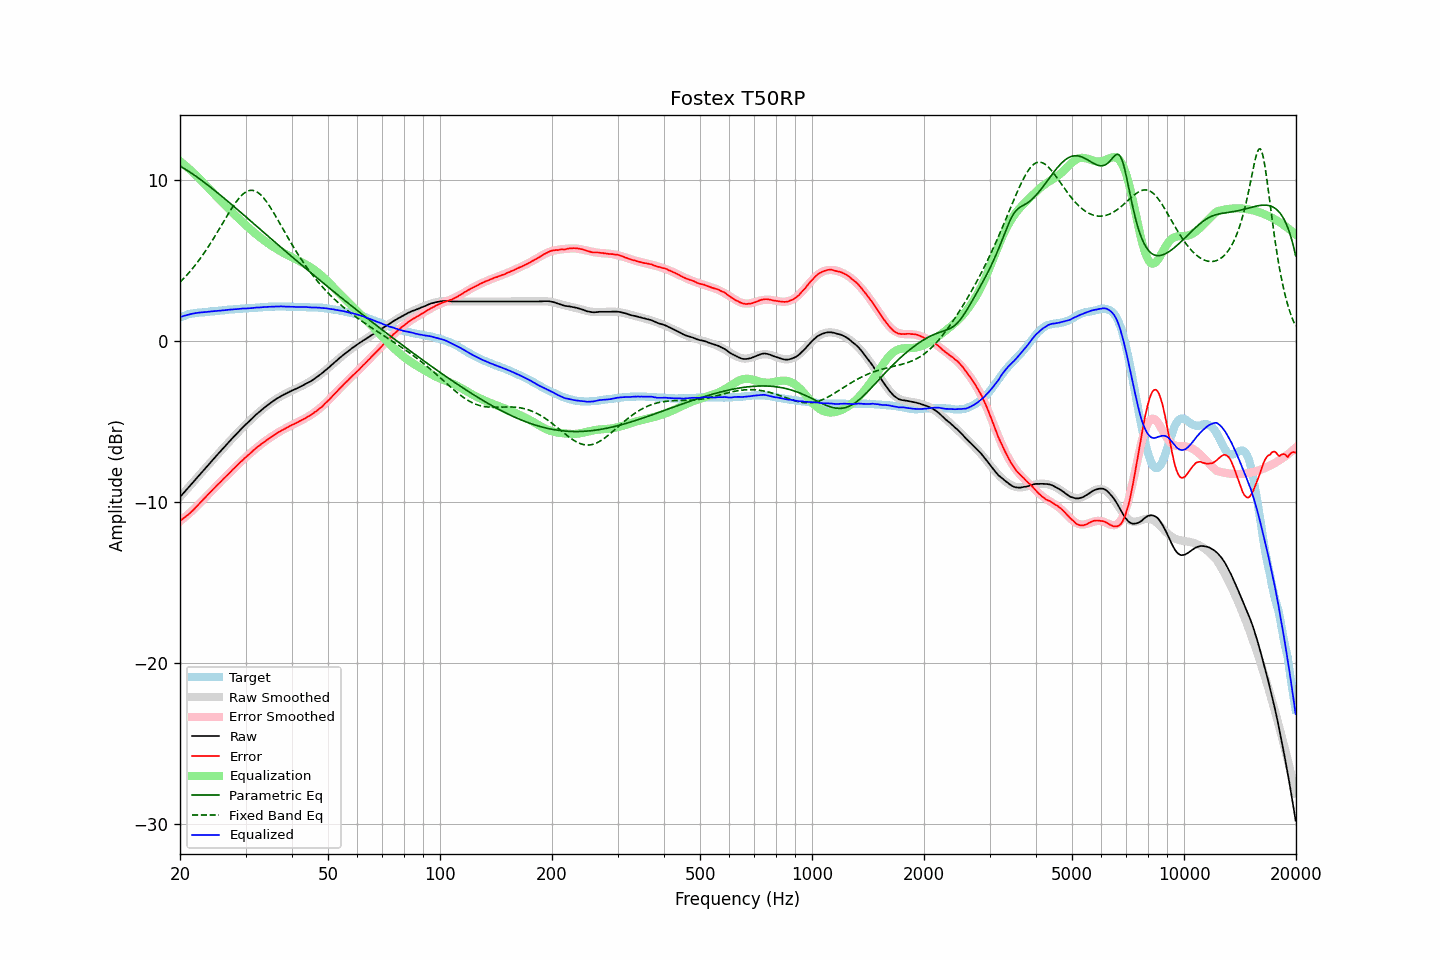 Fostex T50RP
Amplitude (dBr)
10
0
−10
−20
−30
Target
Raw Smoothed
Error Smoothed
Raw
Error
Equalization
Parametric Eq
Fixed Band Eq
Equalized
20 50 100 200 500 1000 2000 5000 10000 20000
Frequency (Hz)